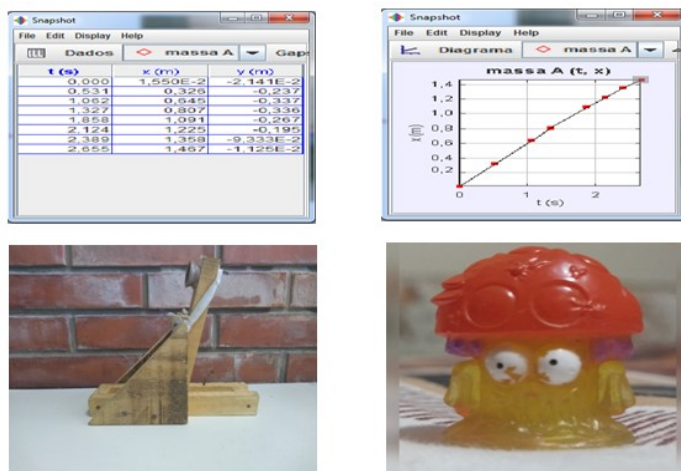 Snapshot
File Edit Display Help
Dados massa A Gap
t (s) x (m) y (m)
0,000 1,550E-2 -2,141E-2
0,531 0,326 -0,237
1,062 0,645 -0,337
1,327 0,807 -0,336
1,858 1,091 -0,267
2,124 1,225 -0,195
2,389 1,358 -9,333E-2
2,655 1,467 -1,125E-2
Snapshot
File Edit Display Help
Diagrama massa A
massa A (t, x)
x(m)
1,4
1,2
1,0
0,8
0,6
0,4
0,2
0 1 2
t (s)